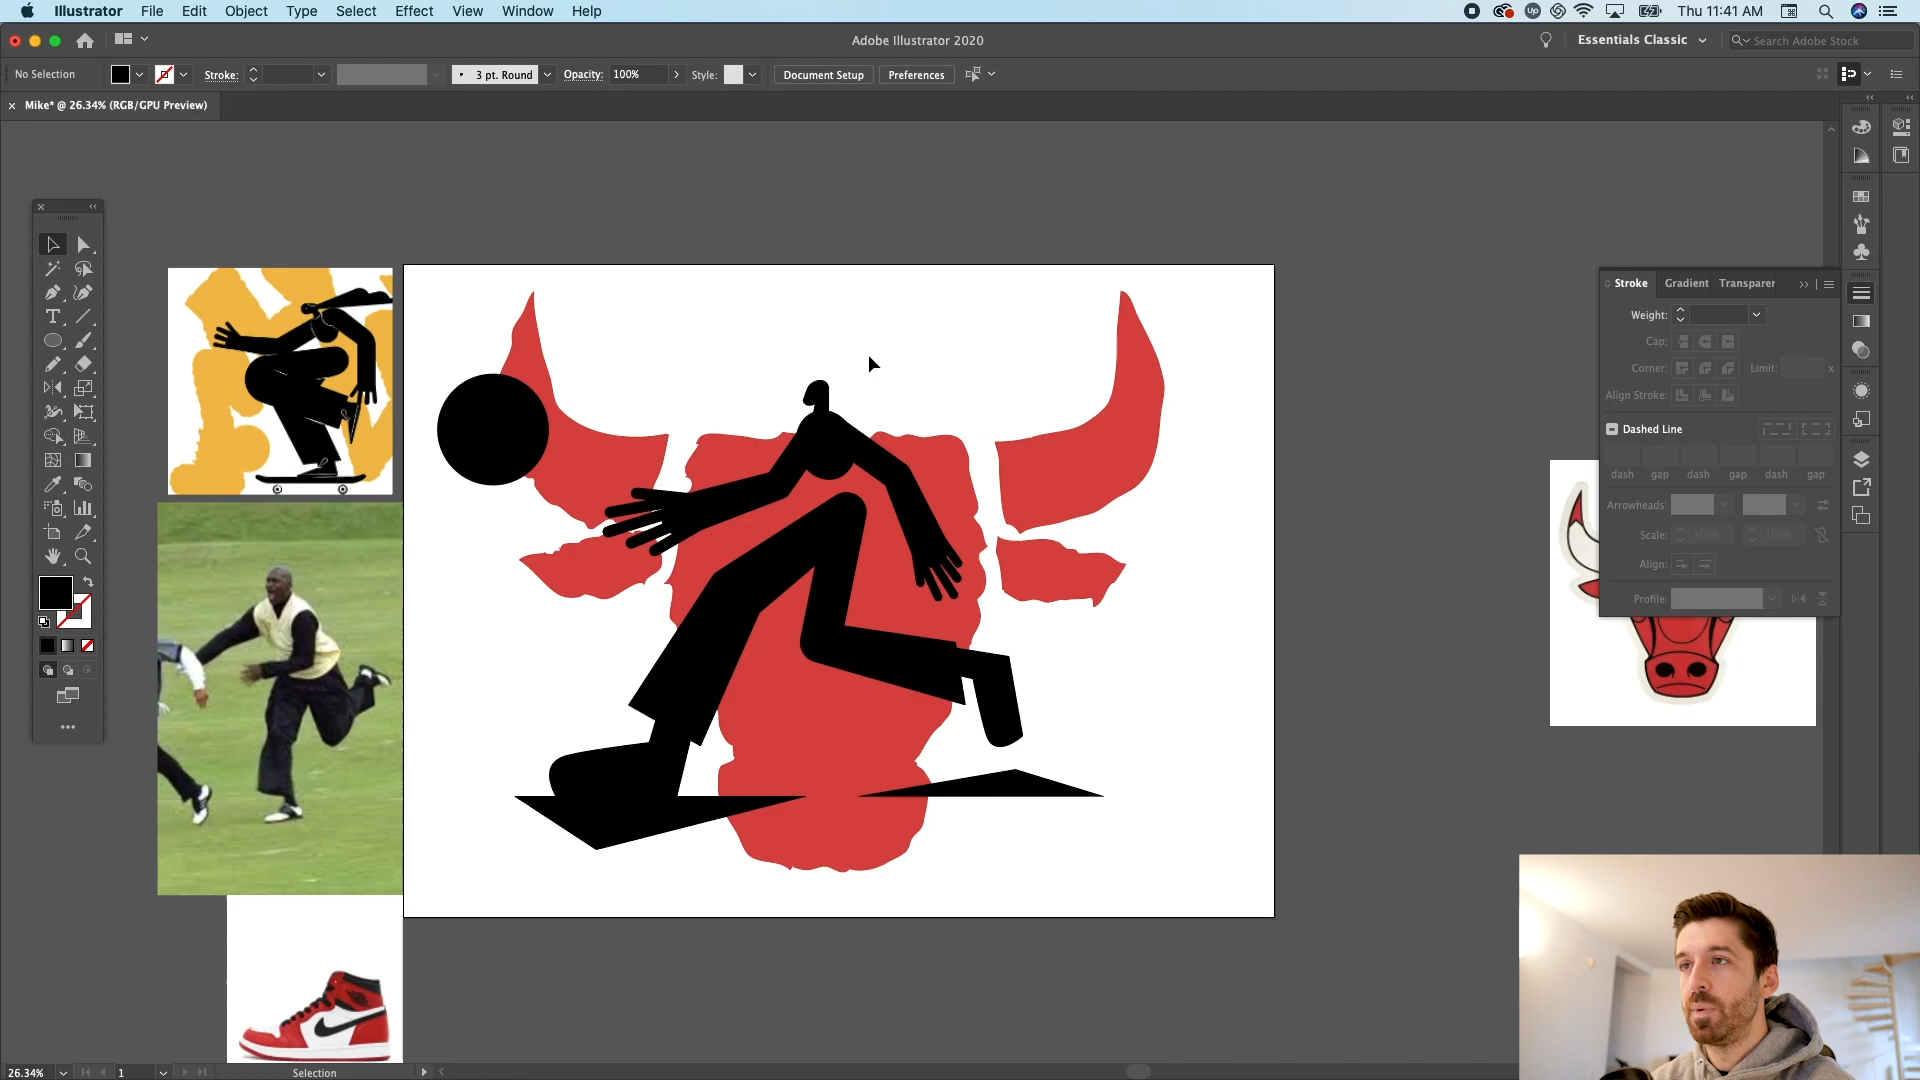 Illustrator File Edit Object Type Select Effect View Window Help
Up Thu 11:41 AM
Adobe Illustrator 2020
Essentials Classic
Search Adobe Stock
No Selection Stroke: 3 pt. Round Opacity: 100% Style: Document Setup Preferences
Mike* @ 26.34% (RGB/GPU Preview)
Stroke Gradient Transparer
Weight:
Cap:
Corner: Limit: x
Align Stroke:
Dashed Line
dash gap dash gap dash gap
Arrowheads:
Scale: 100% 100%
Align:
Profile:
26.34% 1 Selection